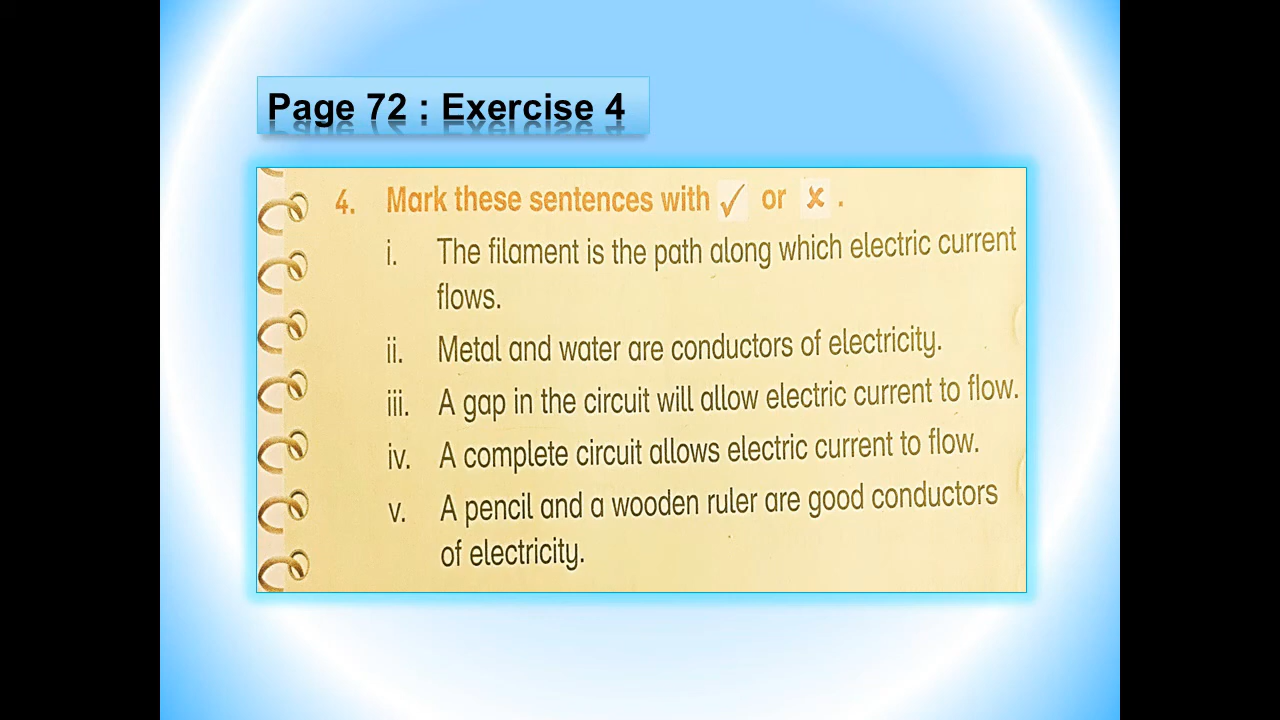 Page 72 : Exercise 4
4. Mark these sentences with ✓ or ✗ .
i. The filament is the path along which electric current
flows.
ii. Metal and water are conductors of electricity.
iii. A gap in the circuit will allow electric current to flow.
iv. A complete circuit allows electric current to flow.
v. A pencil and a wooden ruler are good conductors
of electricity.